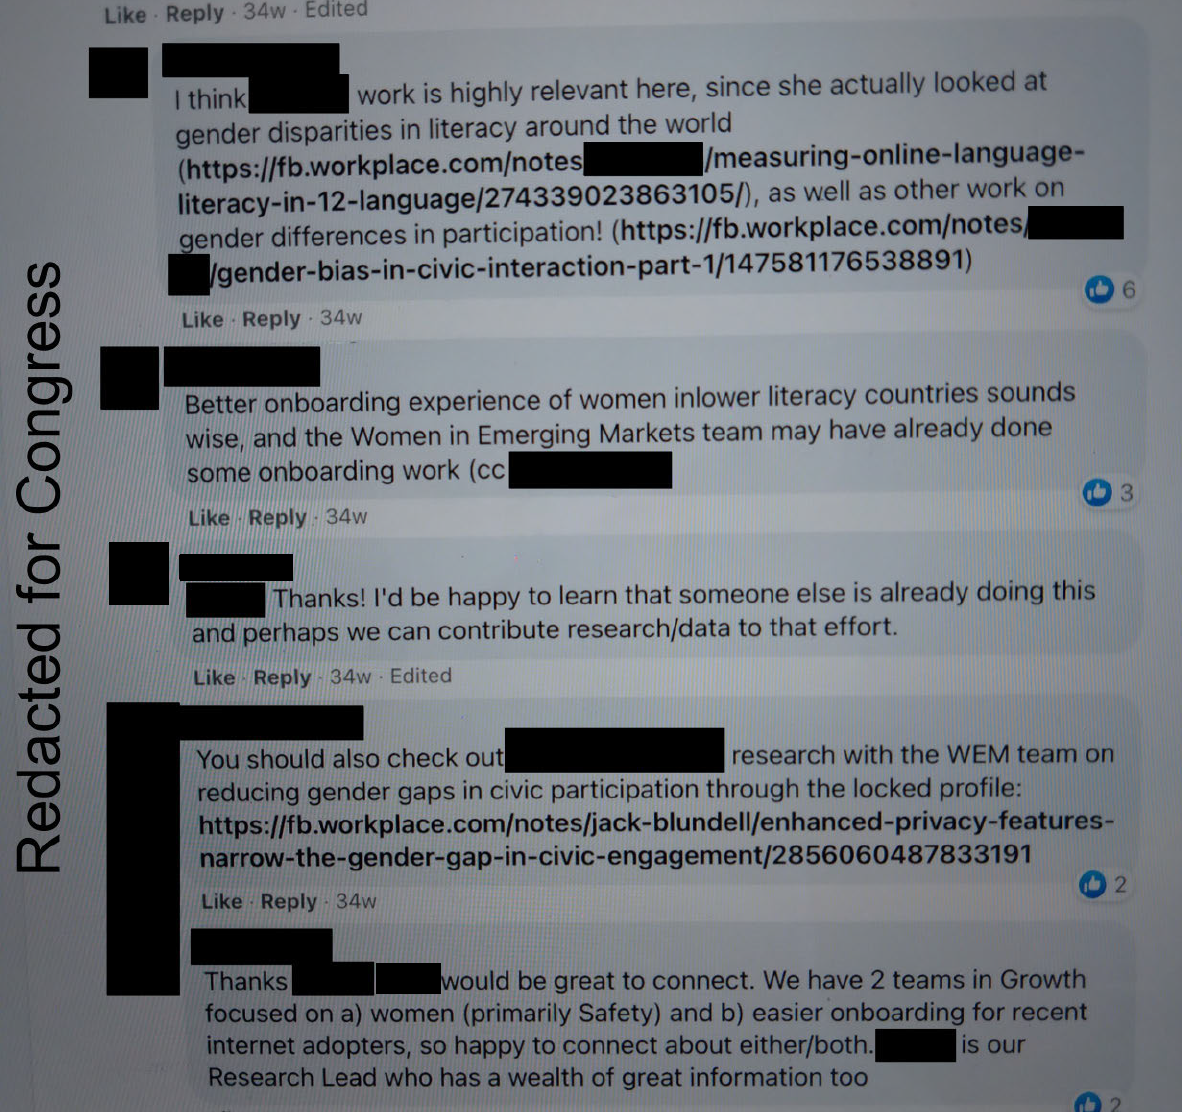 Like · Reply · 34w · Edited
I think work is highly relevant here, since she actually looked at
gender disparities in literacy around the world
(https://fb.workplace.com/notes /measuring-online-language-
literacy-in-12-language/274339023863105/), as well as other work on
gender differences in participation! (https://fb.workplace.com/notes/
/gender-bias-in-civic-interaction-part-1/147581176538891)
6
Like · Reply · 34w
Better onboarding experience of women inlower literacy countries sounds
wise, and the Women in Emerging Markets team may have already done
some onboarding work (cc
3
Like · Reply · 34w
Thanks! I'd be happy to learn that someone else is already doing this
and perhaps we can contribute research/data to that effort.
Like · Reply · 34w · Edited
You should also check out research with the WEM team on
reducing gender gaps in civic participation through the locked profile:
https://fb.workplace.com/notes/jack-blundell/enhanced-privacy-features-
narrow-the-gender-gap-in-civic-engagement/2856060487833191
2
Like · Reply · 34w
Thanks would be great to connect. We have 2 teams in Growth
focused on a) women (primarily Safety) and b) easier onboarding for recent
internet adopters, so happy to connect about either/both. is our
Research Lead who has a wealth of great information too
2
Redacted for Congress